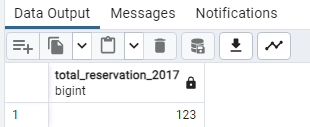 Data Output Messages Notifications
total_reservation_2017
bigint
1 123